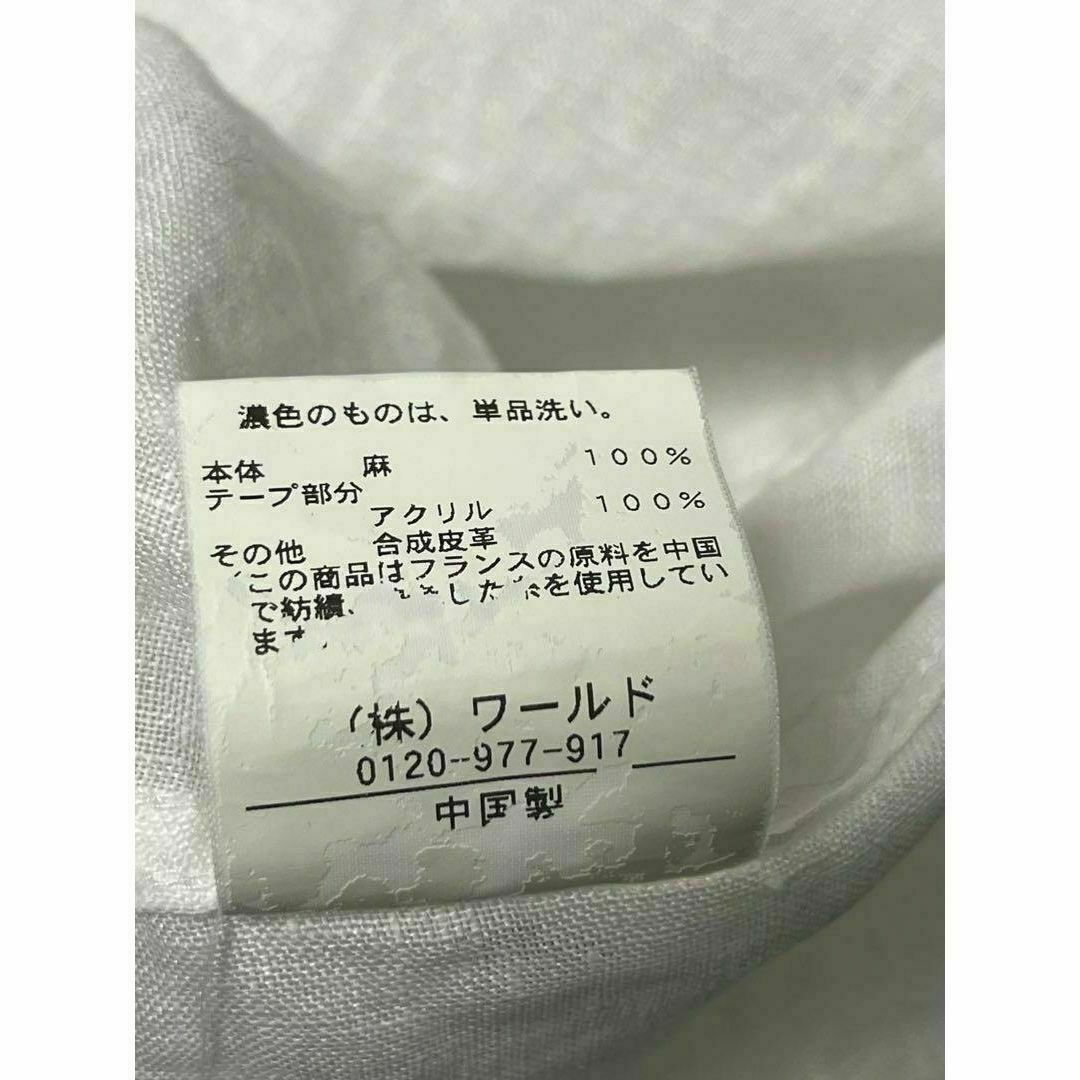 濃色のものは、単品洗い。
本体 麻 100%
テープ部分
アクリル 100%
その他 合成皮革
この商品はフランスの原料を中国
で紡績、 した を使用してい
ます
(株) ワールド
0120-977-917
中国製